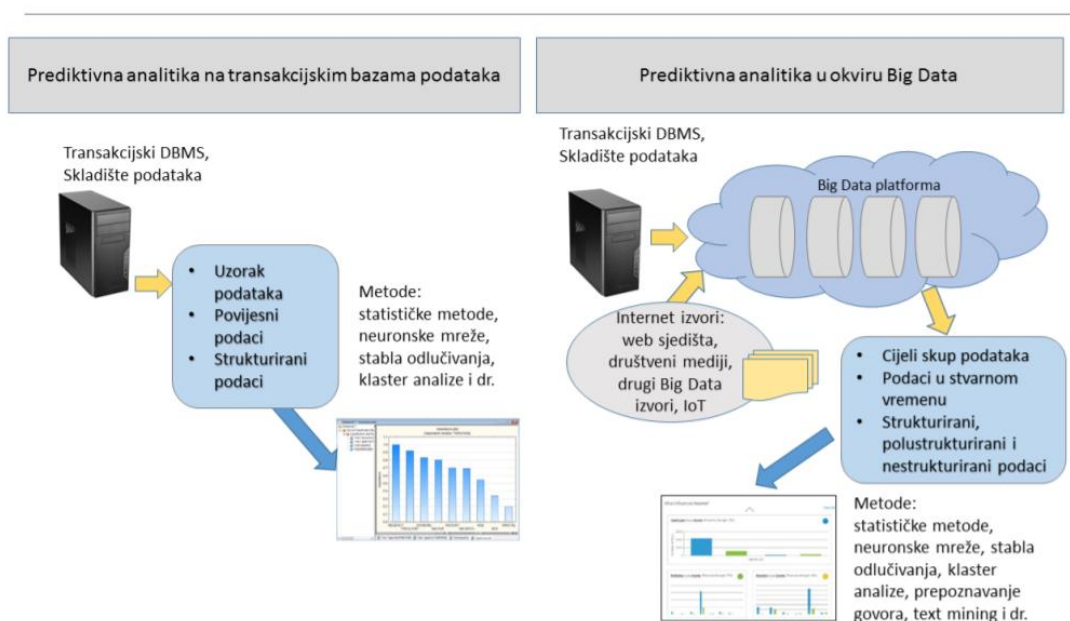 Prediktivna analitika na transakcijskim bazama podataka
Transakcijski DBMS,
Skladište podataka
• Uzorak
podataka
• Povijesni
podaci
• Strukturirani
podaci
Metode:
statističke metode,
neuronske mreže,
stabla odlučivanja,
klaster analize i dr.
Prediktivna analitika u okviru Big Data
Transakcijski DBMS,
Skladište podataka
Big Data platforma
Internet izvori:
web sjedišta,
društveni mediji,
drugi Big Data
izvori, IoT
• Cijeli skup podataka
• Podaci u stvarnom
vremenu
• Strukturirani,
polustrukturirani i
nestrukturirani podaci
Metode:
statističke metode,
neuronske mreže, stabla
odlučivanja, klaster
analize, prepoznavanje
govora, text mining i dr.